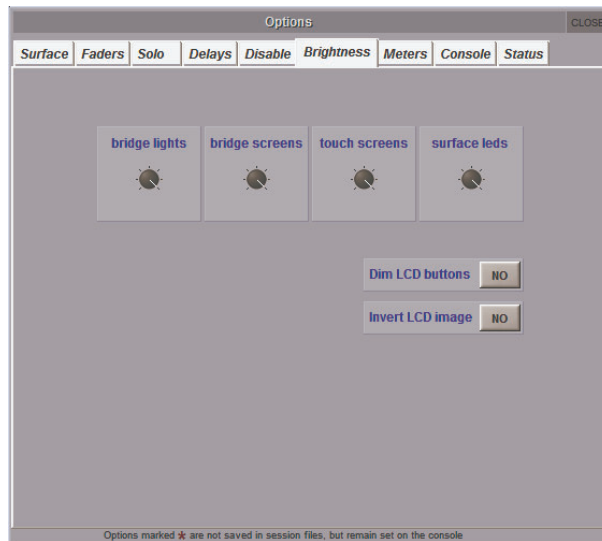 Options
CLOSE
Surface Faders Solo Delays Disable Brightness Meters Console Status
bridge lights bridge screens touch screens surface leds
Dim LCD buttons NO
Invert LCD image NO
Options marked * are not saved in session files, but remain set on the console